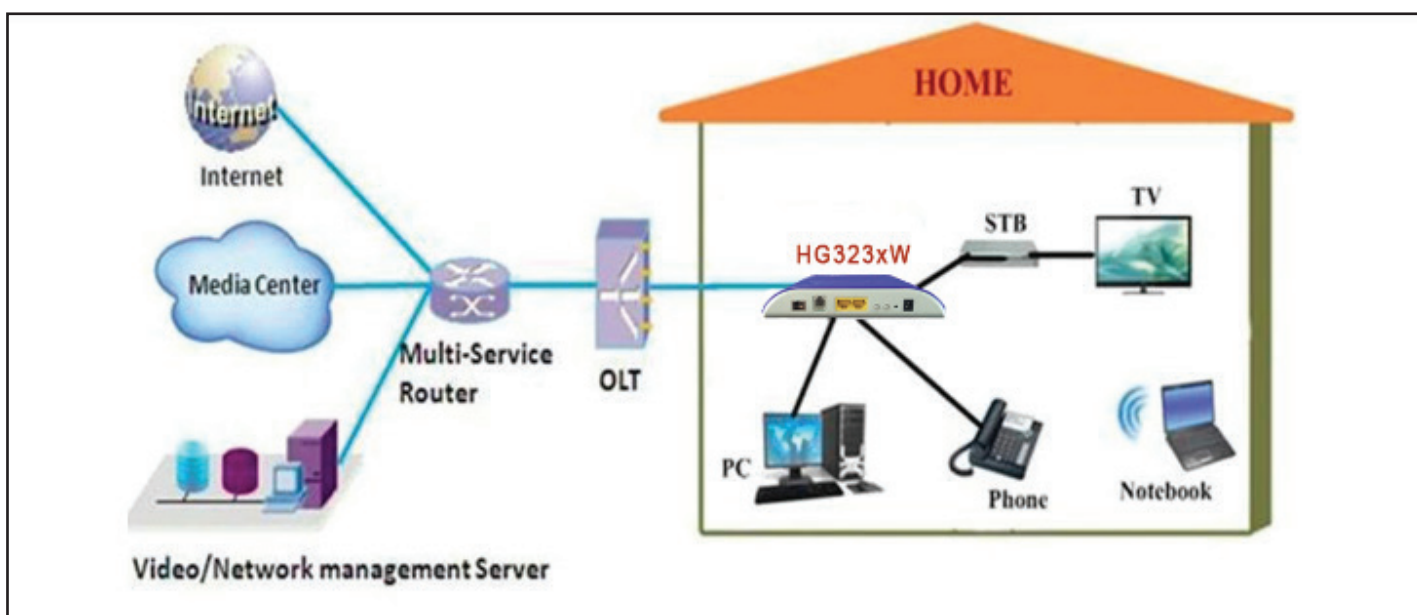 HOME
Internet
Internet
Media Center
Multi-Service
Router
OLT
Video/Network management Server
HG323xW
STB
TV
PC
Phone
Notebook